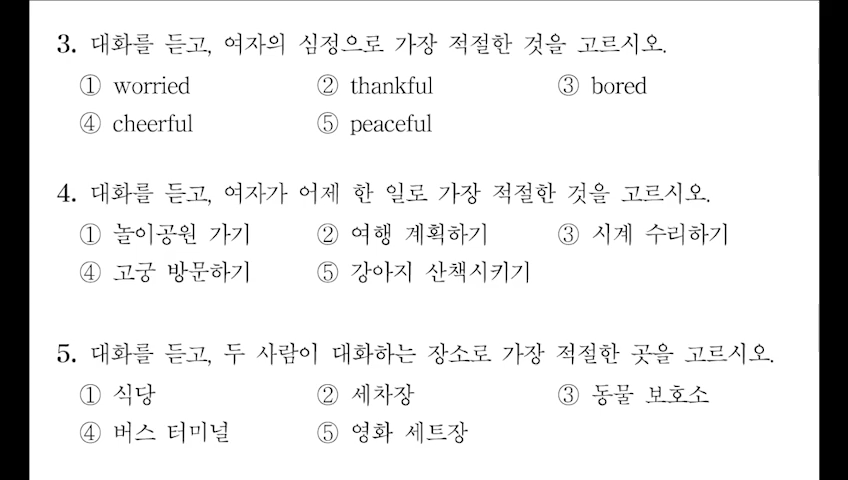 3. 대화를 듣고, 여자의 심정으로 가장 적절한 것을 고르시오.
① worried ② thankful ③ bored
④ cheerful ⑤ peaceful
4. 대화를 듣고, 여자가 어제 한 일로 가장 적절한 것을 고르시오.
① 놀이공원 가기 ② 여행 계획하기 ③ 시계 수리하기
④ 고궁 방문하기 ⑤ 강아지 산책시키기
5. 대화를 듣고, 두 사람이 대화하는 장소로 가장 적절한 곳을 고르시오.
① 식당 ② 세차장 ③ 동물 보호소
④ 버스 터미널 ⑤ 영화 세트장